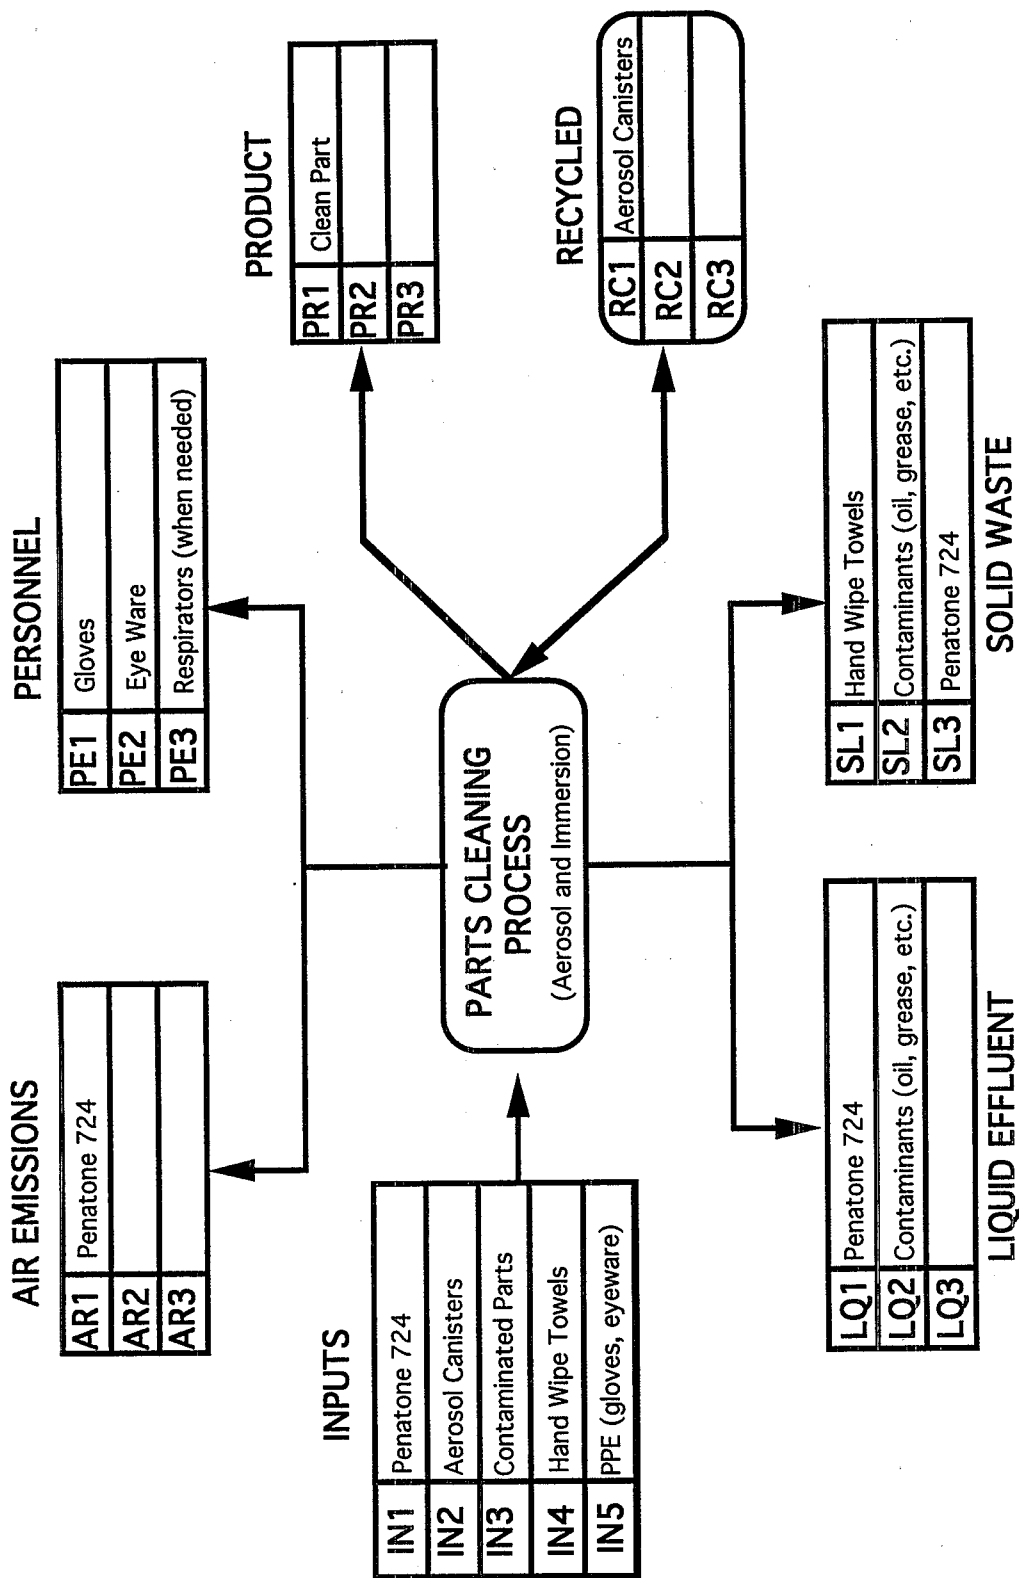 AIR EMISSIONS
AR1 Penatone 724
AR2
AR3
PERSONNEL
PE1 Gloves
PE2 Eye Ware
PE3 Respirators (when needed)
PRODUCT
PR1 Clean Part
PR2
PR3
INPUTS
IN1 Penatone 724
IN2 Aerosol Canisters
IN3 Contaminated Parts
IN4 Hand Wipe Towels
IN5 PPE (gloves, eyeware)
PARTS CLEANING
PROCESS
(Aerosol and Immersion)
RECYCLED
RC1 Aerosol Canisters
RC2
RC3
LQ1 Penatone 724
LQ2 Contaminants (oil, grease, etc.)
LQ3
LIQUID EFFLUENT
SL1 Hand Wipe Towels
SL2 Contaminants (oil, grease, etc.)
SL3 Penatone 724
SOLID WASTE